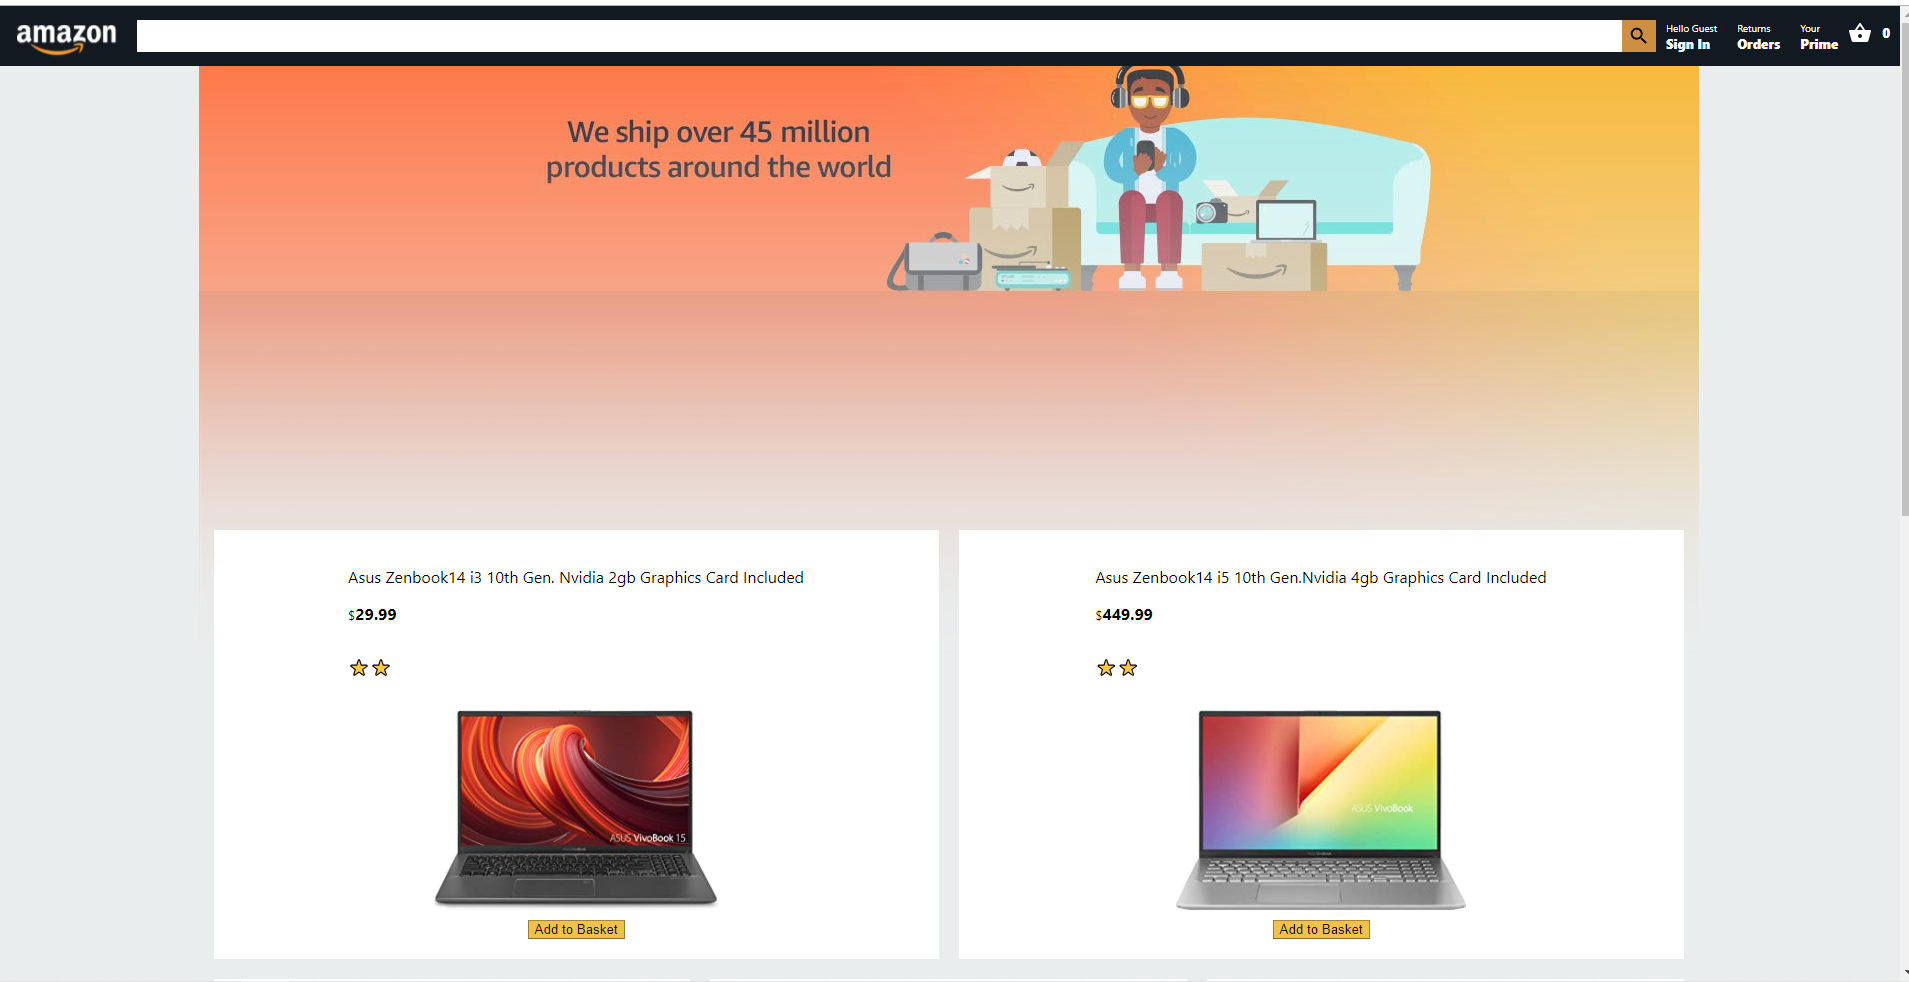 amazon
Hello Guest
Sign In
Returns
Orders
Your
Prime
0
We ship over 45 million
products around the world
Asus Zenbook14 i3 10th Gen. Nvidia 2gb Graphics Card Included
$29.99
Asus Zenbook14 i5 10th Gen.Nvidia 4gb Graphics Card Included
$449.99
ASUS VivoBook 15
ASUS VivoBook
Add to Basket
Add to Basket